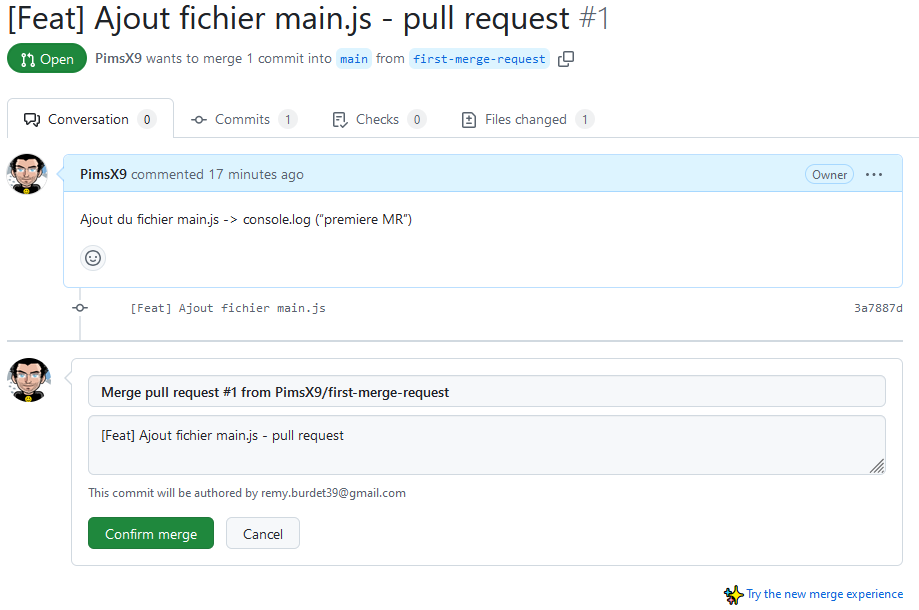 [Feat] Ajout fichier main.js - pull request #1
Open PimsX9 wants to merge 1 commit into main from first-merge-request
Conversation 0 Commits 1 Checks 0 Files changed 1
PimsX9 commented 17 minutes ago Owner ...
Ajout du fichier main.js -> console.log ("premiere MR")
[Feat] Ajout fichier main.js 3a7887d
Merge pull request #1 from PimsX9/first-merge-request
[Feat] Ajout fichier main.js - pull request
This commit will be authored by remy.burdet39@gmail.com
Confirm merge Cancel
Try the new merge experience